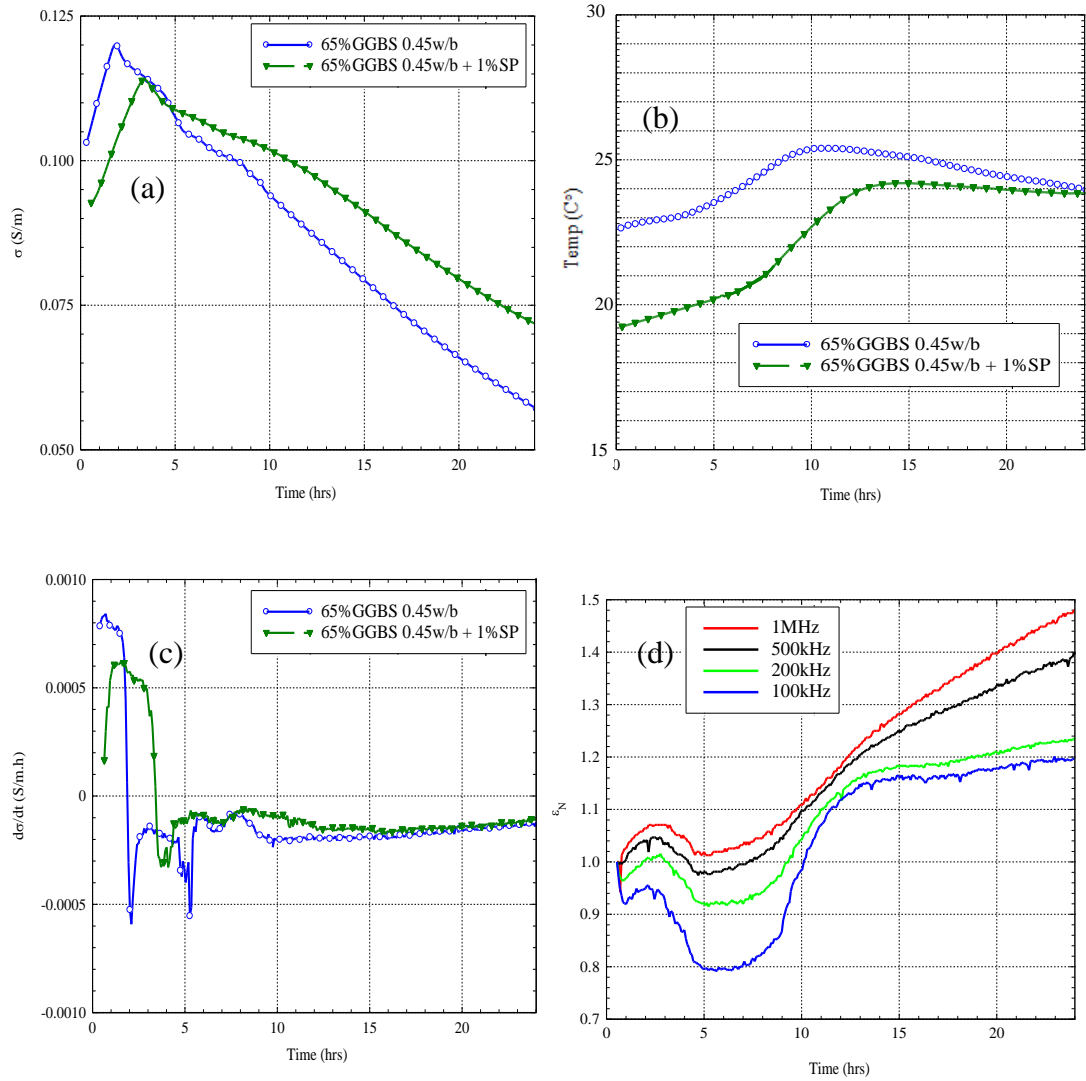 0.125
0.100
0.075
0.050
σ (S/m)
0 5 10 15 20
Time (hrs)
65%GGBS 0.45w/b
65%GGBS 0.45w/b + 1%SP
(a)
30
25
20
15
Temp (C°)
0 5 10 15 20
Time (hrs)
(b)
65%GGBS 0.45w/b
65%GGBS 0.45w/b + 1%SP
0.0010
0.0005
0
-0.0005
-0.0010
dσ/dt (S/m.h)
0 5 10 15 20
Time (hrs)
65%GGBS 0.45w/b
65%GGBS 0.45w/b + 1%SP
(c)
1.5
1.4
1.3
1.2
1.1
1.0
0.9
0.8
0.7
εN
0 5 10 15 20
Time (hrs)
1MHz
500kHz
200kHz
100kHz
(d)